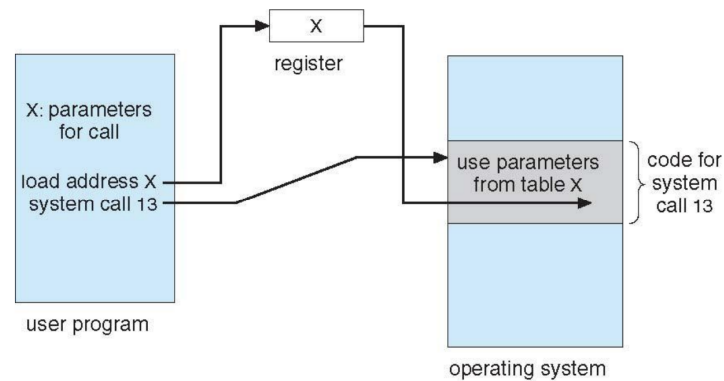 X
register
X: parameters
for call
load address X
system call 13
user program
use parameters
from table X
code for
system
call 13
operating system